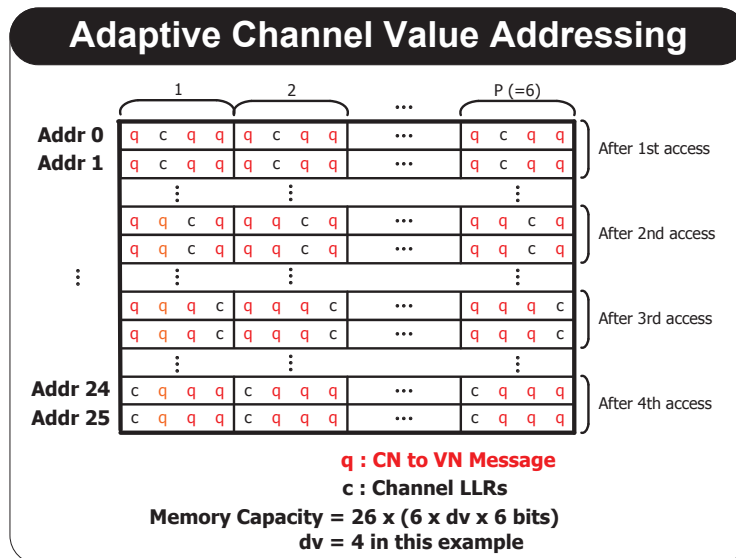 Adaptive Channel Value Addressing
1 2 ... P (=6)
Addr 0 q c q q q c q q ... q c q q
After 1st access
Addr 1 q c q q q c q q ... q c q q
⋮ ⋮ ⋮
q q c q q q c q ... q q c q
After 2nd access
q q c q q q c q ... q q c q
⋮ ⋮ ⋮ ⋮
q q q c q q q c ... q q q c
After 3rd access
q q q c q q q c ... q q q c
⋮ ⋮ ⋮
Addr 24 c q q q c q q q ... c q q q
After 4th access
Addr 25 c q q q c q q q ... c q q q
q : CN to VN Message
c : Channel LLRs
Memory Capacity = 26 x (6 x dv x 6 bits)
dv = 4 in this example